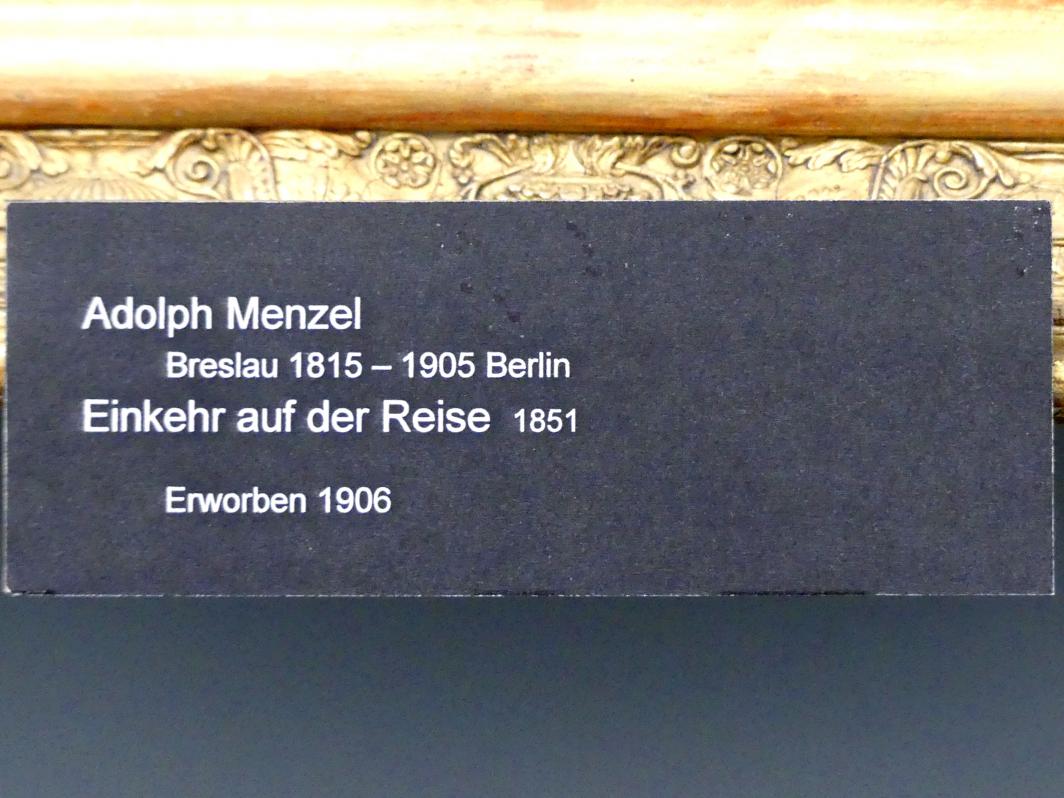 Adolph Menzel
Breslau 1815 – 1905 Berlin
Einkehr auf der Reise 1851
Erworben 1906